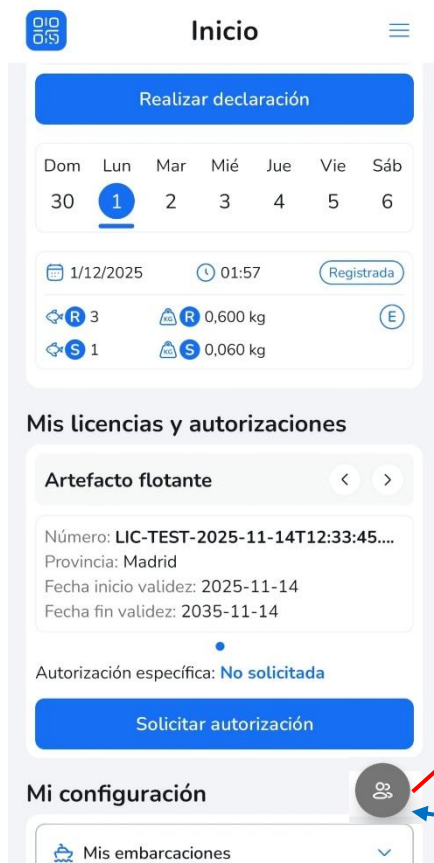 Inicio
Realizar declaración
Dom Lun Mar Mié Jue Vie Sáb
30 1 2 3 4 5 6
1/12/2025 01:57 Registrada
R 3 KG R 0,600 kg E
S 1 KG S 0,060 kg
Mis licencias y autorizaciones
Artefacto flotante
Número: LIC-TEST-2025-11-14T12:33:45....
Provincia: Madrid
Fecha inicio validez: 2025-11-14
Fecha fin validez: 2035-11-14
Autorización específica: No solicitada
Solicitar autorización
Mi configuración
Mis embarcaciones